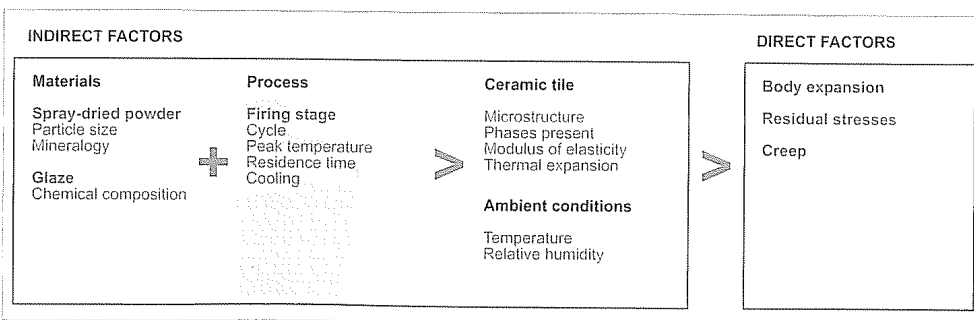 INDIRECT FACTORS
Materials
Spray-dried powder
Particle size
Mineralogy
Glaze
Chemical composition
+
Process
Firing stage
Cycle
Peak temperature
Residence time
Cooling
>
Ceramic tile
Microstructure
Phases present
Modulus of elasticity
Thermal expansion
Ambient conditions
Temperature
Relative humidity
>
DIRECT FACTORS
Body expansion
Residual stresses
Creep